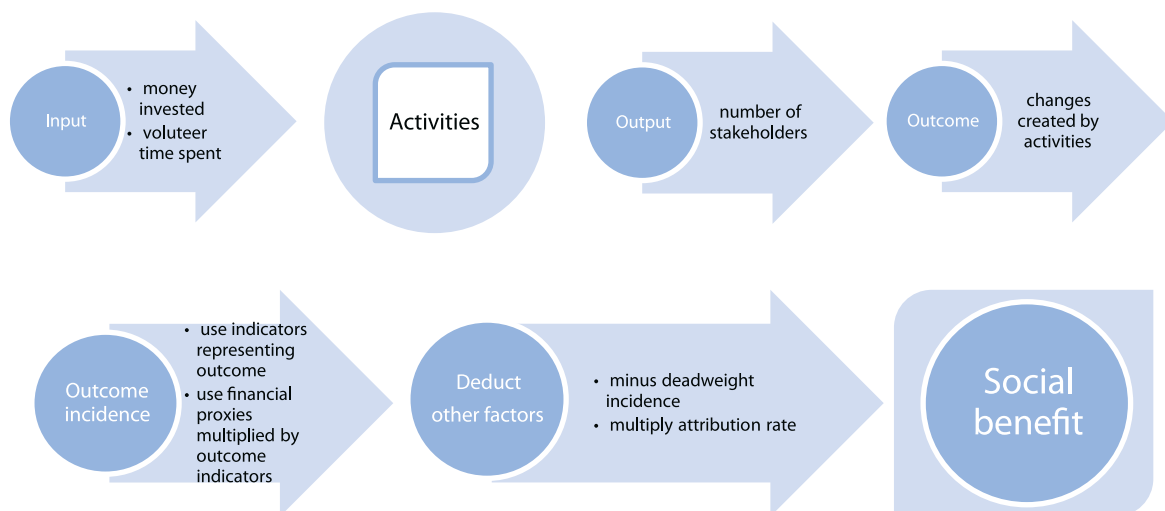 Input
• money
invested
• voluteer
time spent
Activities
Output
number of
stakeholders
Outcome
changes
created by
activities
Outcome
incidence
• use indicators
representing
outcome
• use financial
proxies
multiplied by
outcome
indicators
Deduct
other factors
• minus deadweight
incidence
• multiply attribution rate
Social
benefit